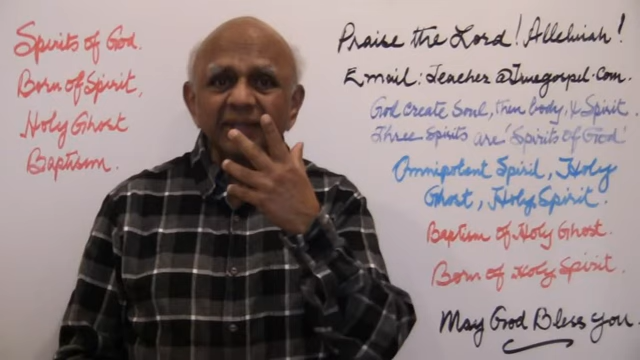 Spirits of God.
Born of Spirit,
Holy Ghost
Baptism.
Praise the Lord! Alleluiah!
Email: Teacher@Truegospel.com.
God create Soul, then body, H Spirit.
Three Spirits are 'Spirits of God'
Omnipotent Spirit, Holy
Ghost, Holy Spirit.
Baptism of Holy Ghost.
Born of Holy Spirit.
May God Bless you.